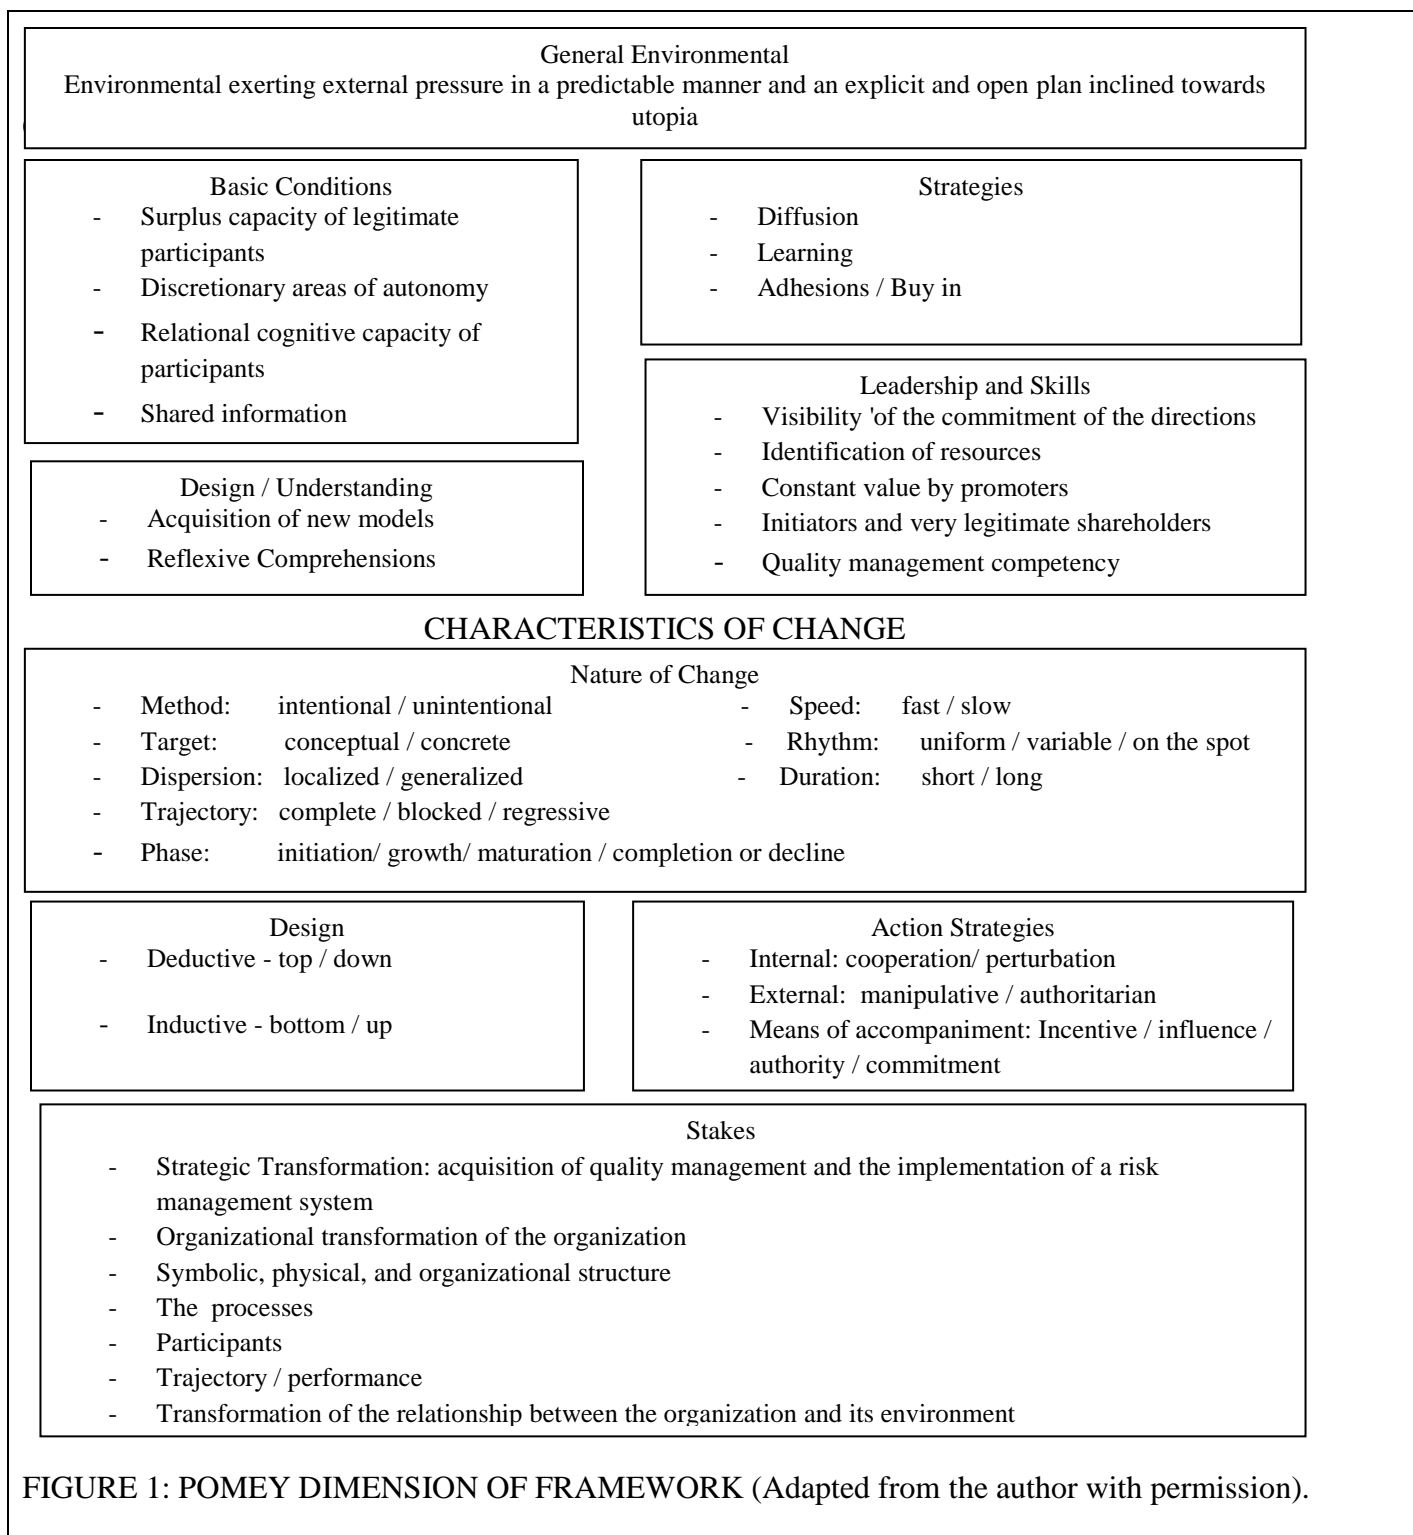 General Environmental
Environmental exerting external pressure in a predictable manner and an explicit and open plan inclined towards
utopia
Basic Conditions
- Surplus capacity of legitimate
participants
- Discretionary areas of autonomy
- Relational cognitive capacity of
participants
- Shared information
Strategies
- Diffusion
- Learning
- Adhesions / Buy in
Leadership and Skills
- Visibility 'of the commitment of the directions
- Identification of resources
- Constant value by promoters
- Initiators and very legitimate shareholders
- Quality management competency
Design / Understanding
- Acquisition of new models
- Reflexive Comprehensions
CHARACTERISTICS OF CHANGE
Nature of Change
- Method: intentional / unintentional
- Target: conceptual / concrete
- Dispersion: localized / generalized
- Trajectory: complete / blocked / regressive
- Phase: initiation/ growth/ maturation / completion or decline
- Speed: fast / slow
- Rhythm: uniform / variable / on the spot
- Duration: short / long
Design
- Deductive - top / down
- Inductive - bottom / up
Action Strategies
- Internal: cooperation/ perturbation
- External: manipulative / authoritarian
- Means of accompaniment: Incentive / influence /
authority / commitment
Stakes
- Strategic Transformation: acquisition of quality management and the implementation of a risk
management system
- Organizational transformation of the organization
- Symbolic, physical, and organizational structure
- The processes
- Participants
- Trajectory / performance
- Transformation of the relationship between the organization and its environment
FIGURE 1: POMEY DIMENSION OF FRAMEWORK (Adapted from the author with permission).